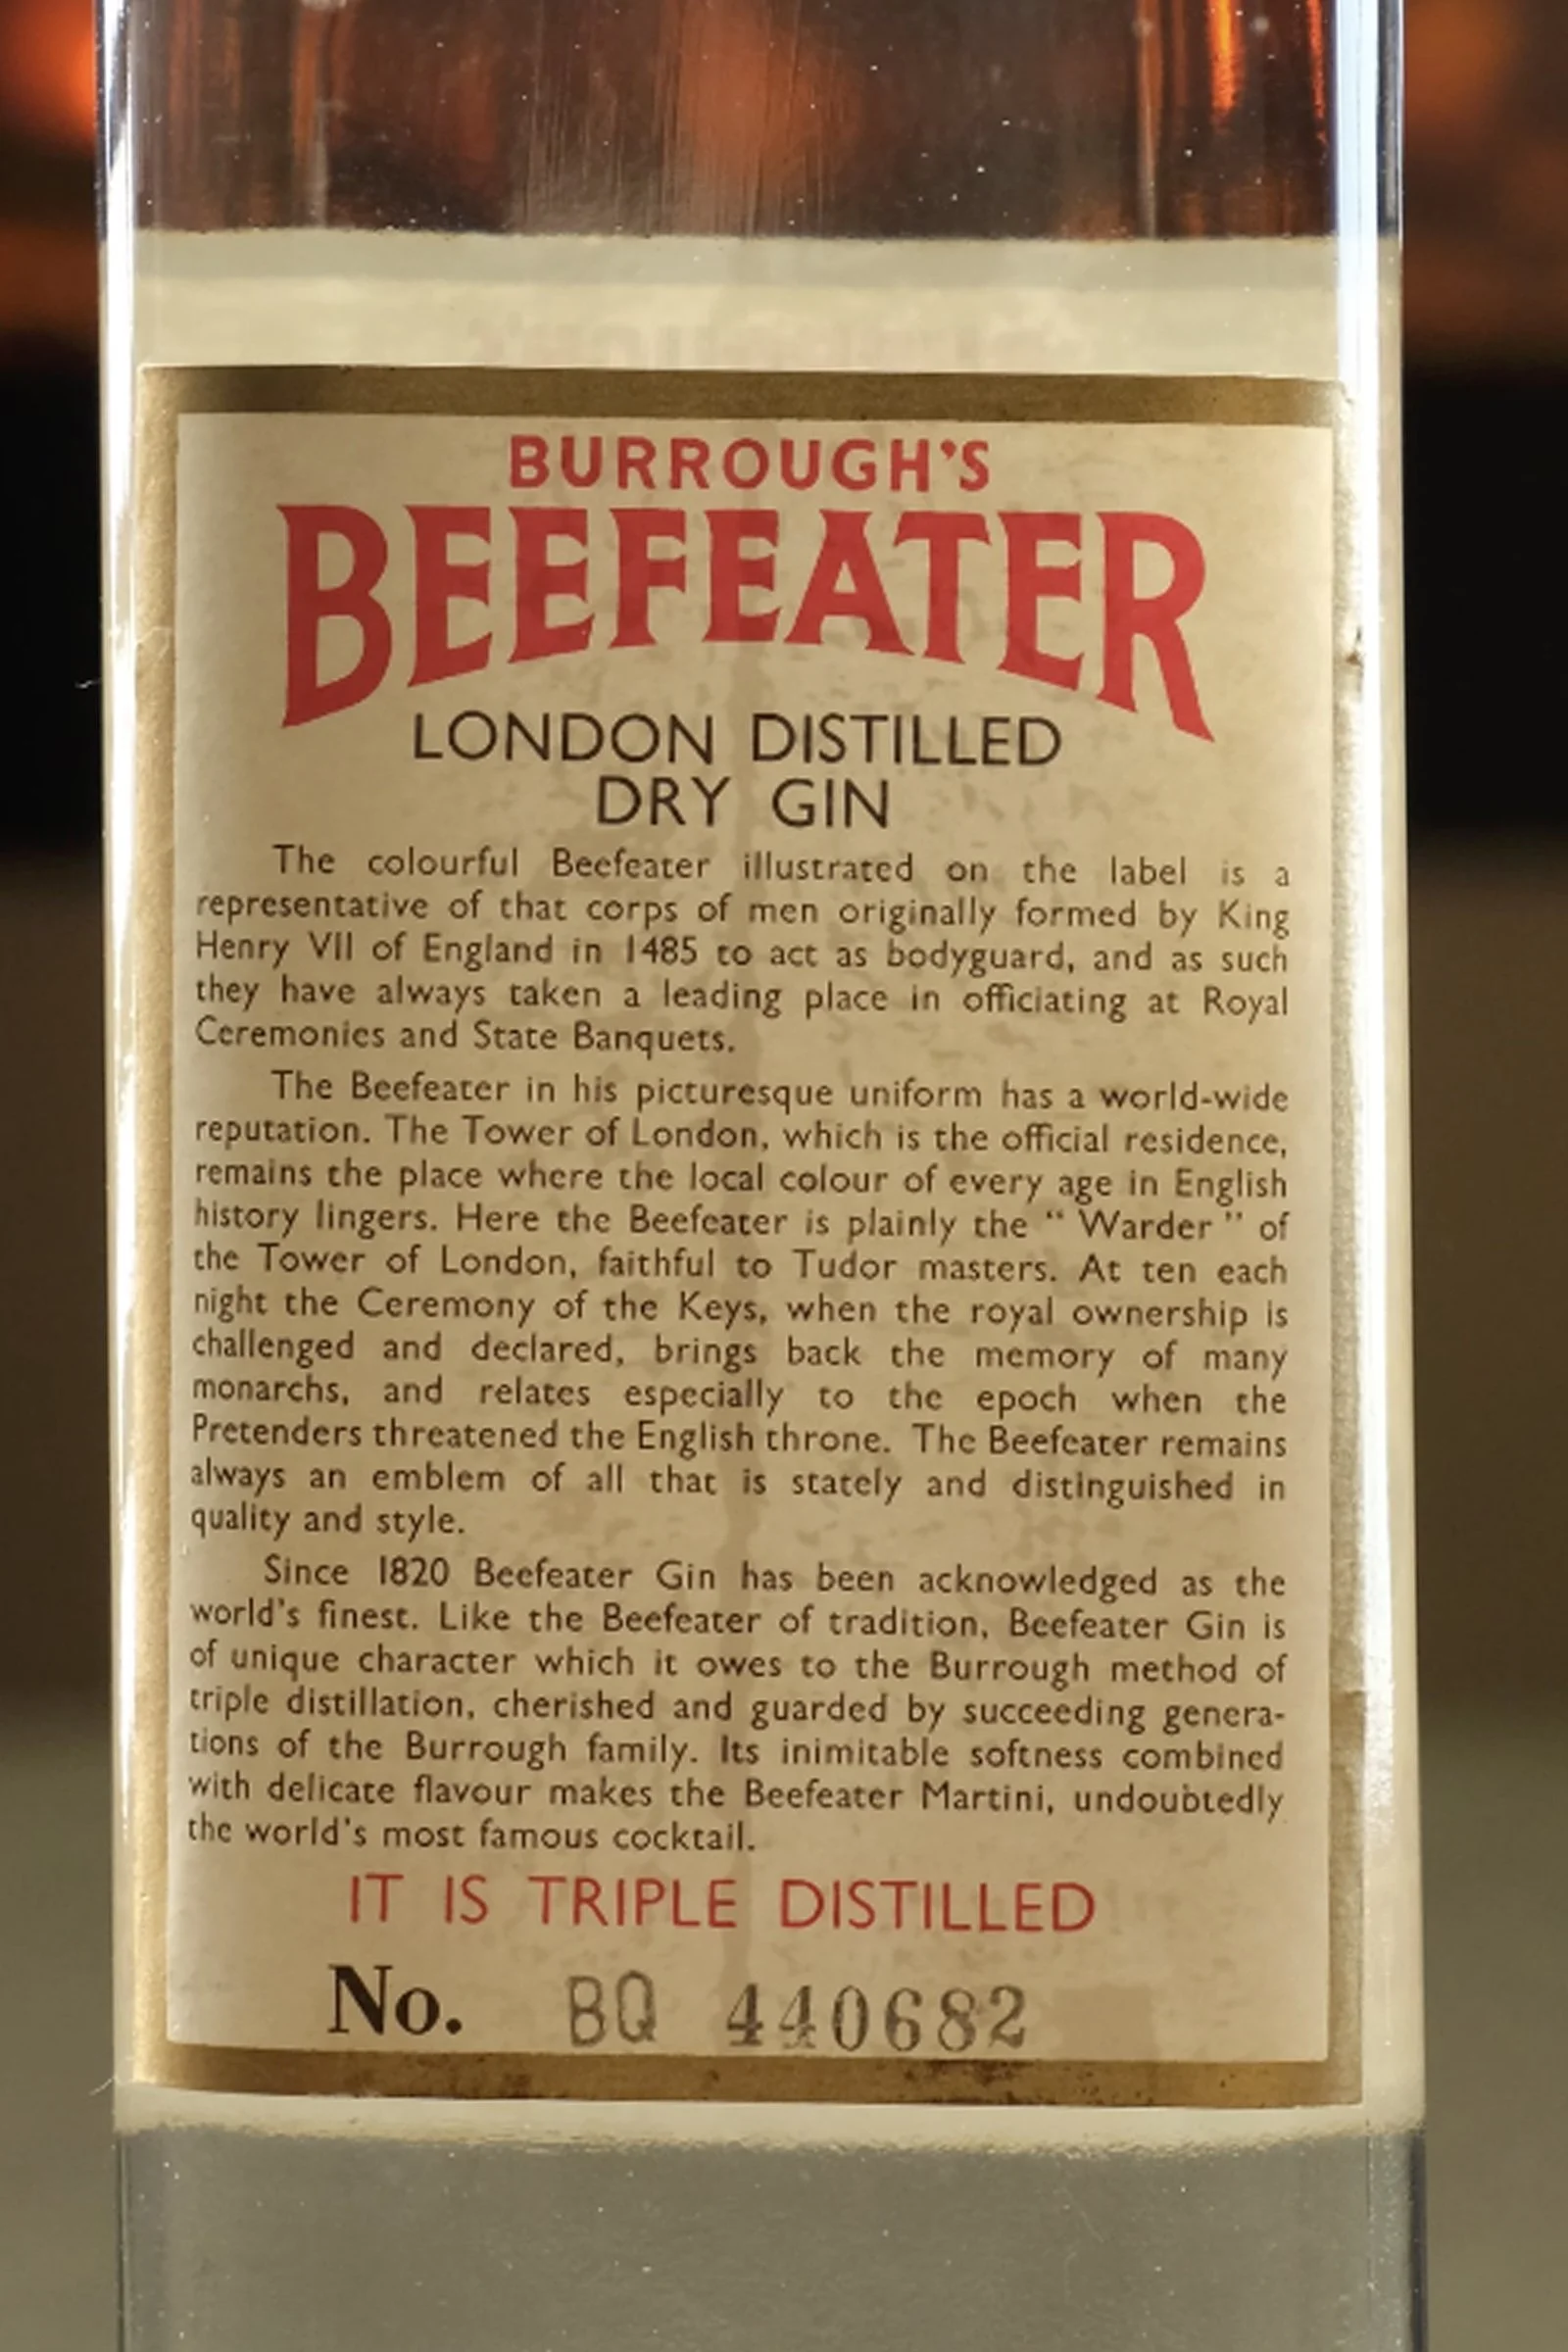 BURROUGH'S
BEEFEATER
LONDON DISTILLED
DRY GIN
The colourful Beefeater illustrated on the label is a
representative of that corps of men originally formed by King
Henry VII of England in 1485 to act as bodyguard, and as such
they have always taken a leading place in officiating at Royal
Ceremonies and State Banquets.
The Beefeater in his picturesque uniform has a world-wide
reputation. The Tower of London, which is the official residence,
remains the place where the local colour of every age in English
history lingers. Here the Beefeater is plainly the “ Warder ” of
the Tower of London, faithful to Tudor masters. At ten each
night the Ceremony of the Keys, when the royal ownership is
challenged and declared, brings back the memory of many
monarchs, and relates especially to the epoch when the
Pretenders threatened the English throne. The Beefeater remains
always an emblem of all that is stately and distinguished in
quality and style.
Since 1820 Beefeater Gin has been acknowledged as the
world's finest. Like the Beefeater of tradition, Beefeater Gin is
of unique character which it owes to the Burrough method of
triple distillation, cherished and guarded by succeeding genera-
tions of the Burrough family. Its inimitable softness combined
with delicate flavour makes the Beefeater Martini, undoubtedly
the world's most famous cocktail.
IT IS TRIPLE DISTILLED
No. BQ 440682